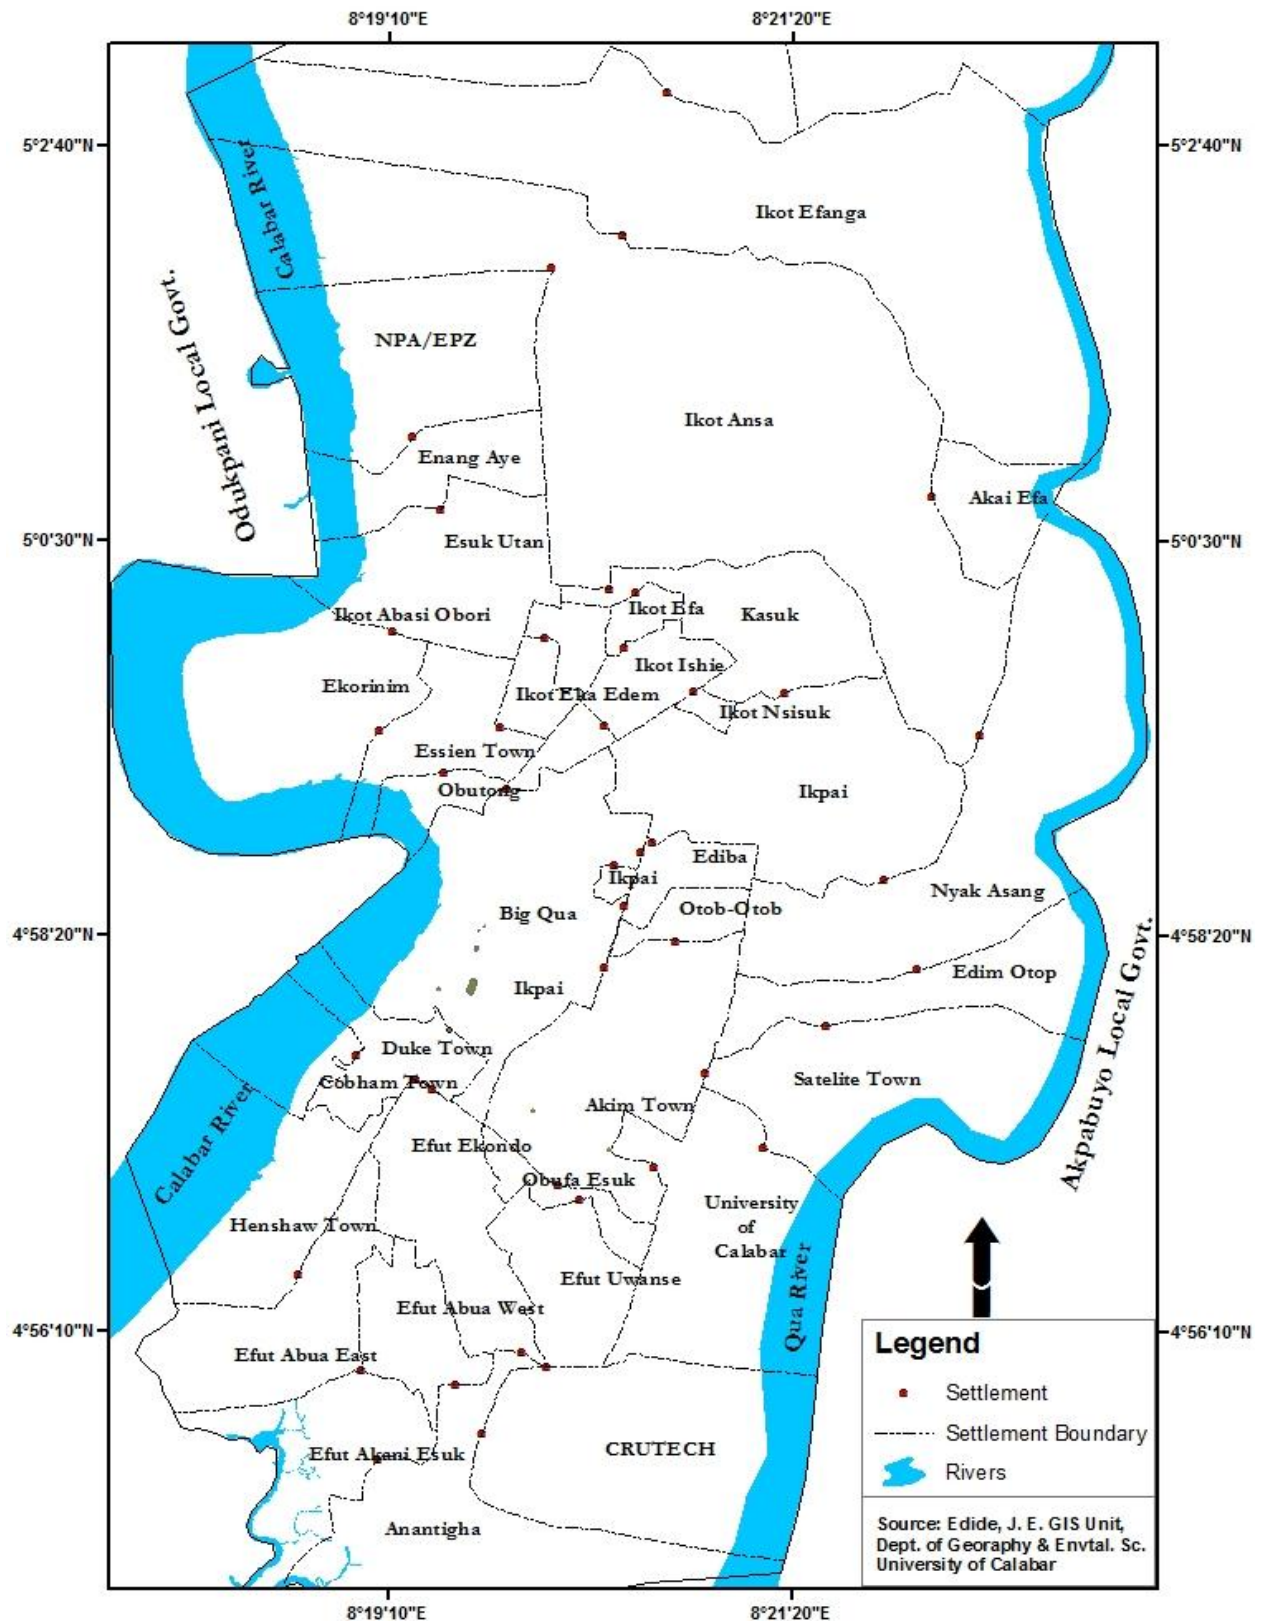 8°19'10"E
8°21'20"E
5°2'40"N
5°2'40"N
Calabar River
Ikot Efanga
Odukpani Local Govt.
NPA/EPZ
Ikot Ansa
Enang Aye
Akai Efa
5°0'30"N
5°0'30"N
Esuk Utan
Ikot Abasi Obori
Ikot Efa
Kasuk
Ikot Ishie
Ekorinim
Ikot Eka Edem
Ikot Nsisuk
Essien Town
Obutong
Ikpai
Ediba
Ikpai
Nyak Asang
Big Qua
Otob-Otob
4°58'20"N
4°58'20"N
Edim Otop
Ikpai
Akpabuyo Local Govt.
Duke Town
Cobham Town
Satelite Town
Akim Town
Calabar River
Efut Ekondo
Obufa Esuk
University
of
Calabar
Henshaw Town
Qua River
Efut Uwanse
Efut Abua West
4°56'10"N
4°56'10"N
Efut Abua East
Legend
Settlement
Settlement Boundary
Rivers
Efut Akani Esuk
CRUTECH
Anantigha
Source: Edide, J. E. GIS Unit,
Dept. of Georaphy & Envtal. Sc.
University of Calabar
8°19'10"E
8°21'20"E